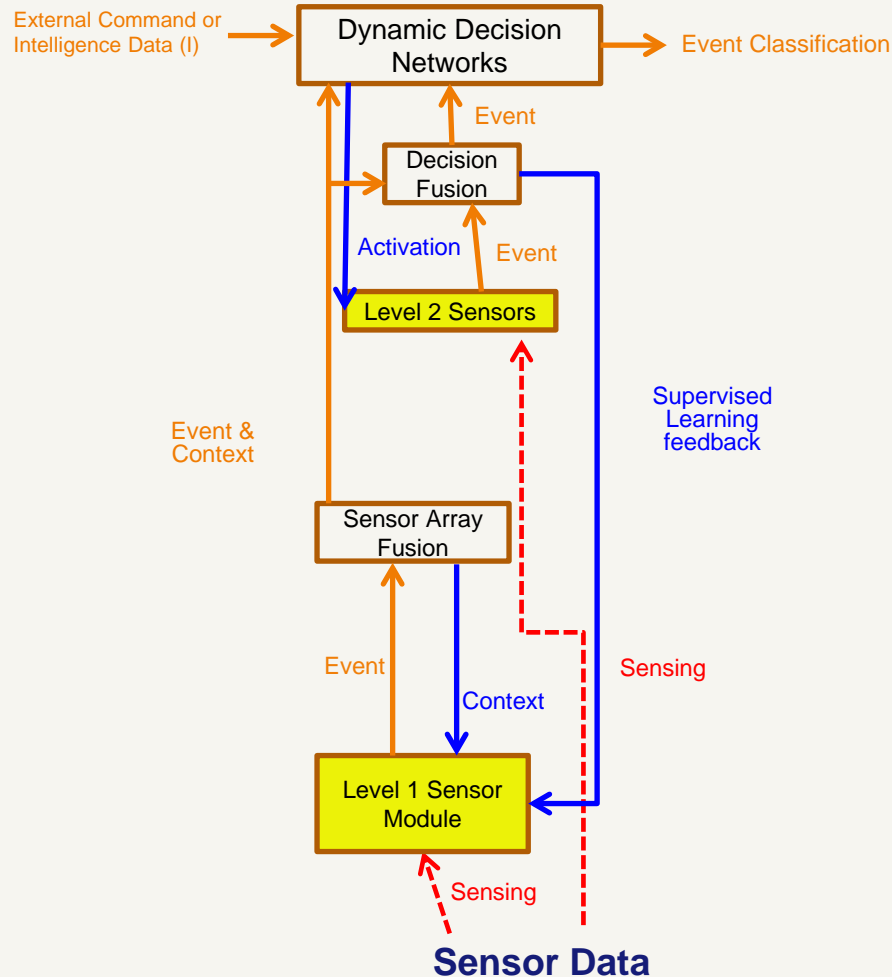 External Command or
Intelligence Data (I)
Dynamic Decision
Networks
Event Classification
Event
Decision
Fusion
Activation
Event
Level 2 Sensors
Supervised
Learning
feedback
Event &
Context
Sensor Array
Fusion
Event
Sensing
Context
Level 1 Sensor
Module
Sensing
Sensor Data